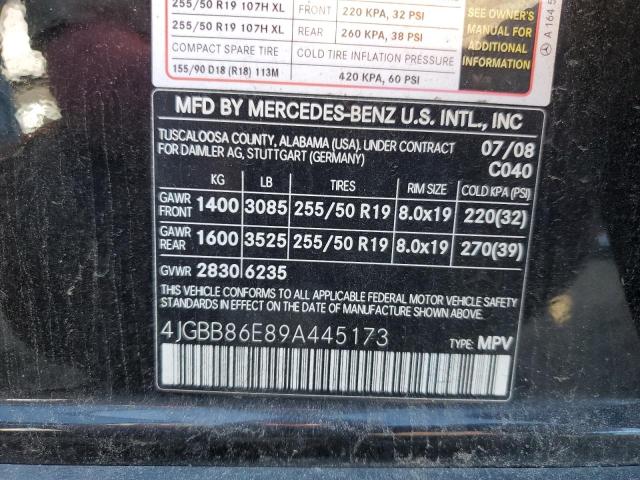 255/50 R19 107H XL FRONT 220 KPA, 32 PSI
255/50 R19 107H XL REAR 260 KPA, 38 PSI
COMPACT SPARE TIRE COLD TIRE INFLATION PRESSURE
155/90 D18 (R18) 113M 420 KPA, 60 PSI
SEE OWNER'S
MANUAL FOR
ADDITIONAL
INFORMATION
A 164 5
MFD BY MERCEDES-BENZ U.S. INTL., INC
TUSCALOOSA COUNTY, ALABAMA (USA), UNDER CONTRACT 07/08
FOR DAIMLER AG, STUTTGART (GERMANY) C040
KG LB TIRES RIM SIZE COLD KPA (PSI)
GAWR FRONT 1400 3085 255/50 R19 8.0x19 220(32)
GAWR REAR 1600 3525 255/50 R19 8.0x19 270(39)
GVWR 2830 6235
THIS VEHICLE CONFORMS TO ALL APPLICABLE FEDERAL MOTOR VEHICLE SAFETY
STANDARDS IN EFFECT ON THE DATE OF MANUFACTURE SHOWN ABOVE.
4JGBB86E89A445173 TYPE: MPV